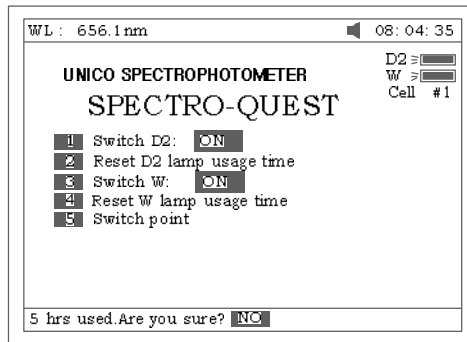 WL : 656.1nm 08: 04: 35
D2
W
Cell #1
UNICO SPECTROPHOTOMETER
SPECTRO-QUEST
1 Switch D2: ON
2 Reset D2 lamp usage time
3 Switch W: ON
4 Reset W lamp usage time
5 Switch point
5 hrs used.Are you sure? NO